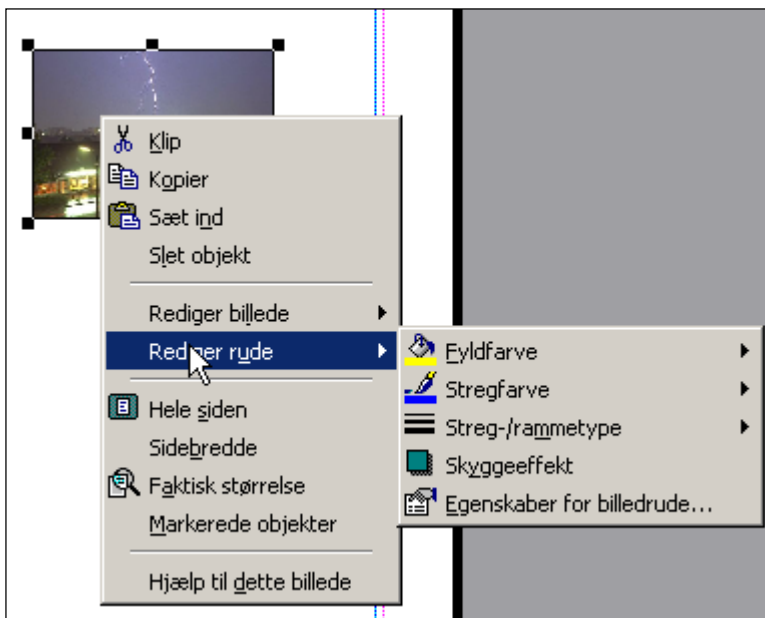 Klip
Kopier
Sæt ind
Slet objekt
Rediger billede
Rediger rude
Hele siden
Sidebredde
Faktisk størrelse
Markerede objekter
Hjælp til dette billede
Fyldfarve
Stregfarve
Streg-/rammetype
Skyggeeffekt
Egenskaber for billedrude...